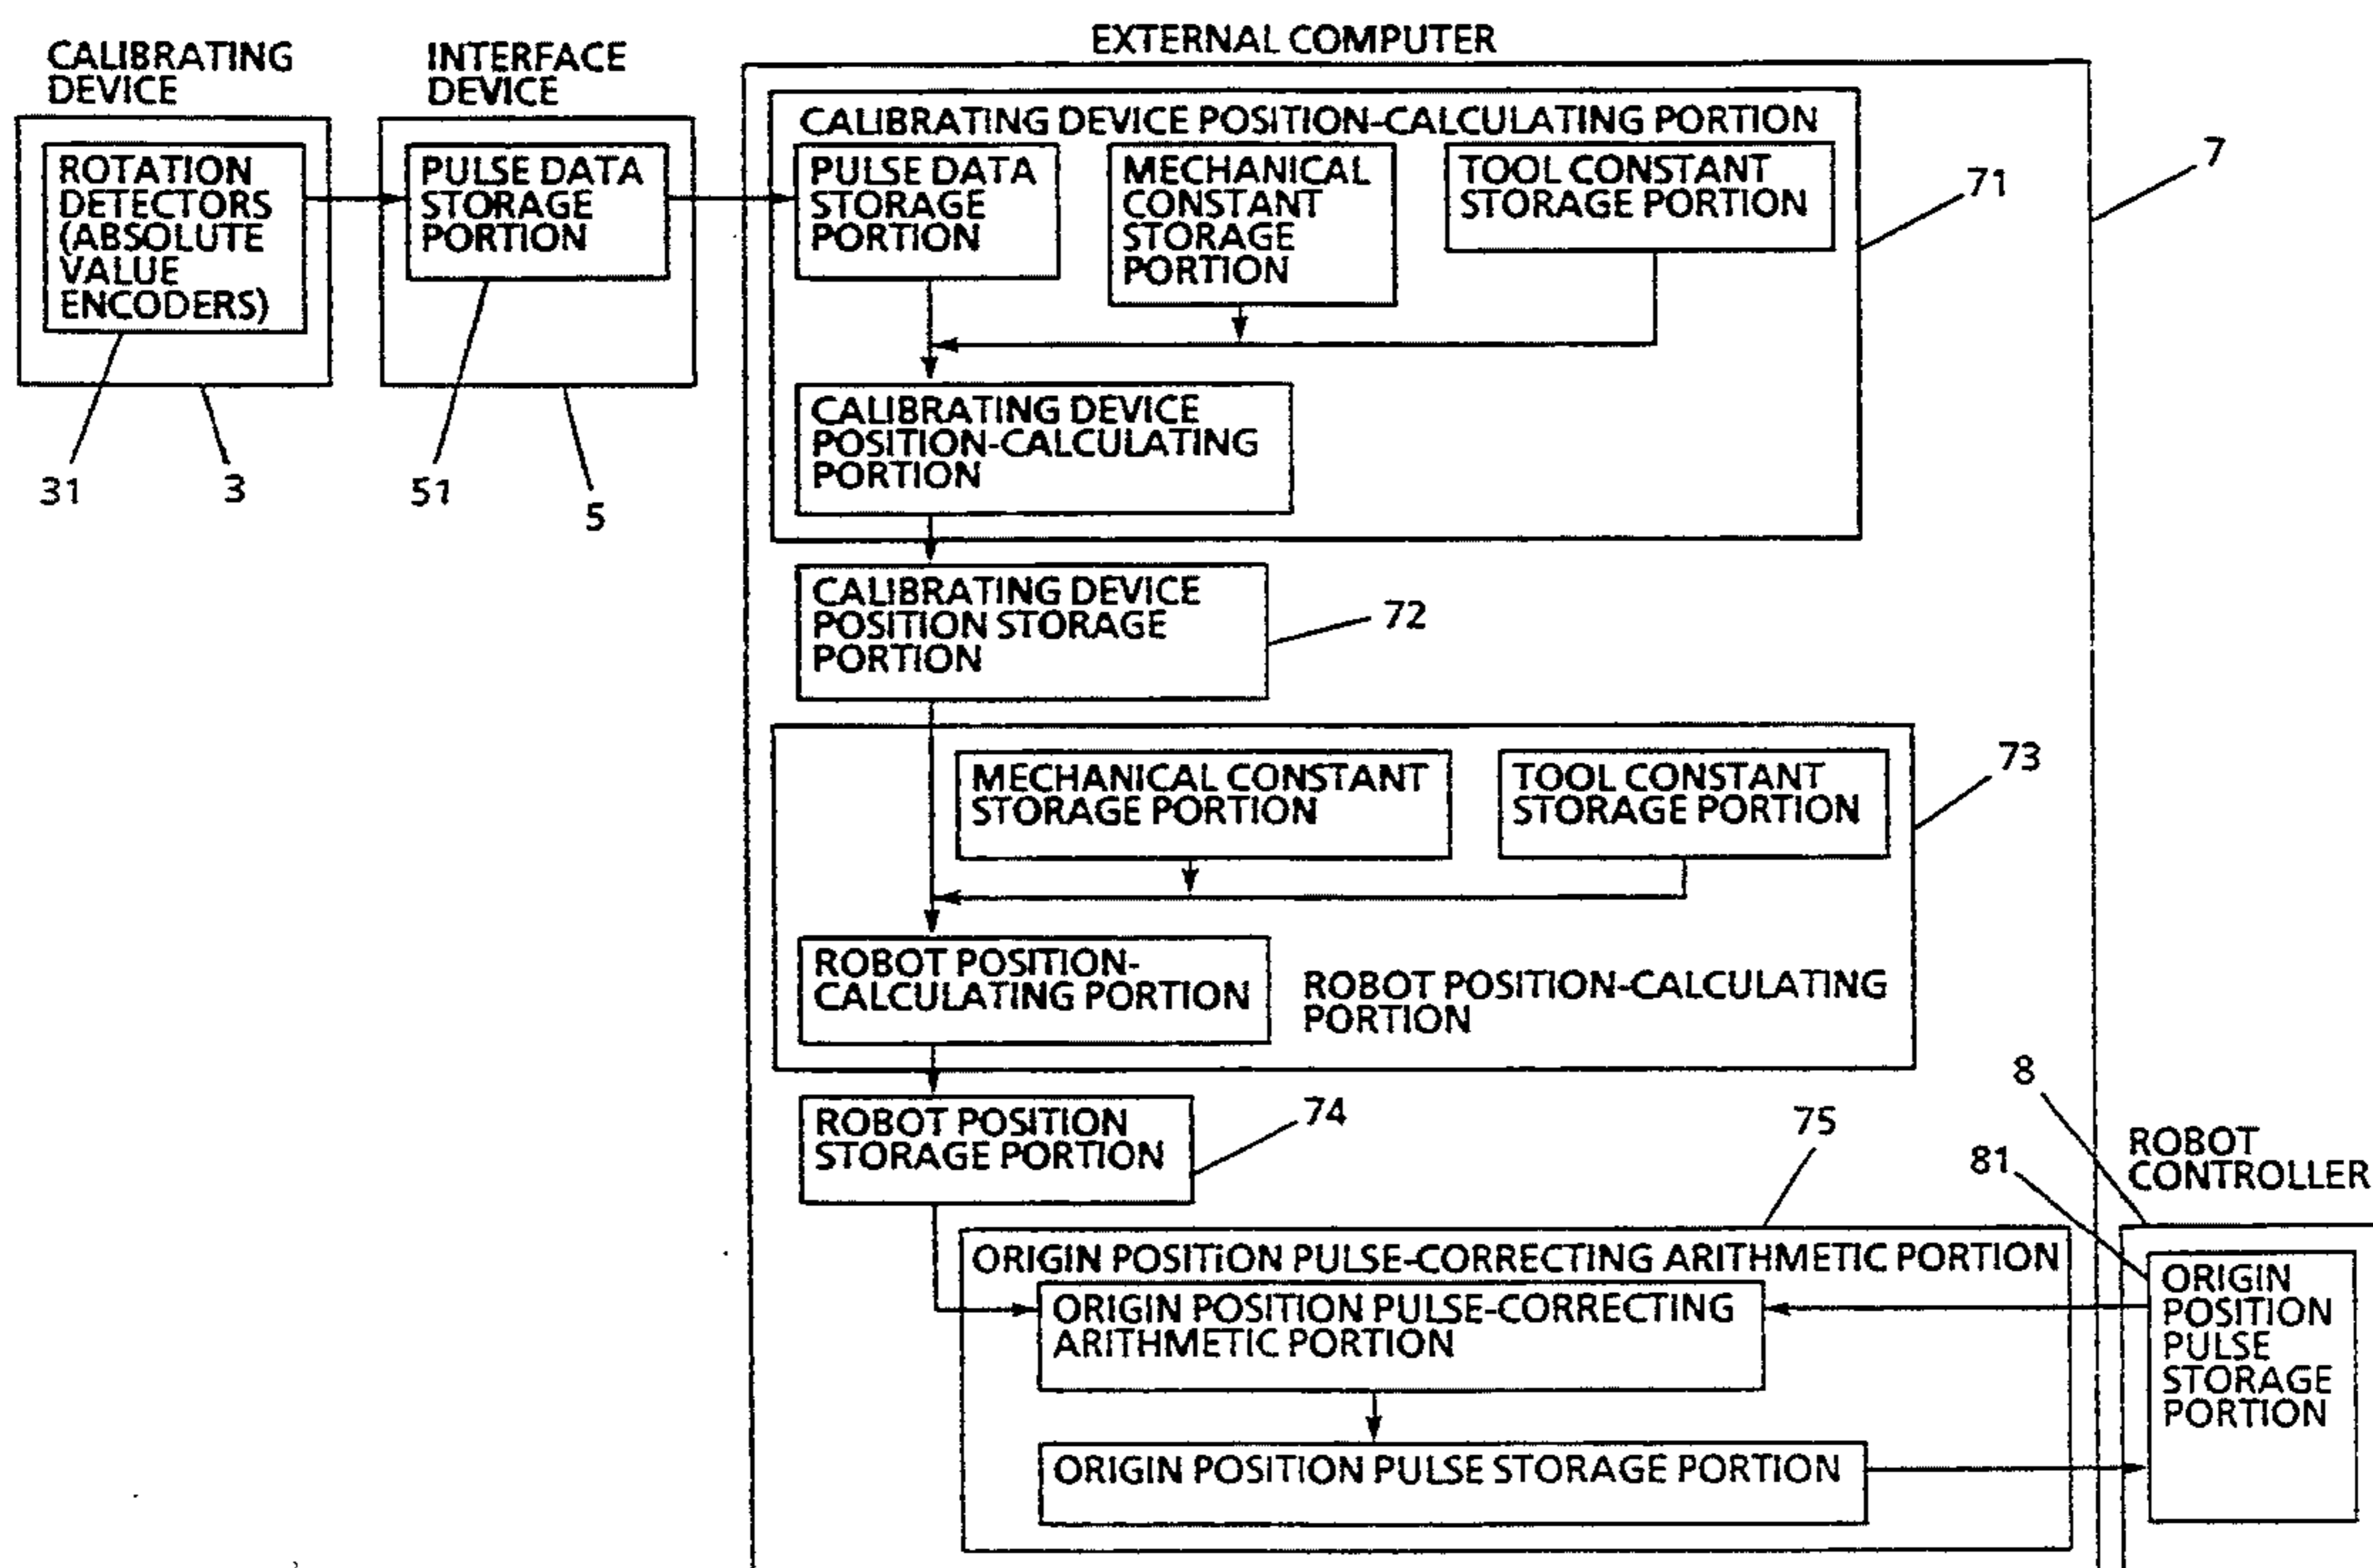 EXTERNAL COMPUTER
CALIBRATING
DEVICE
INTERFACE
DEVICE
CALIBRATING DEVICE POSITION-CALCULATING PORTION
ROTATION
DETECTORS
(ABSOLUTE
VALUE
ENCODERS)
PULSE DATA
STORAGE
PORTION
PULSE DATA
STORAGE
PORTION
MECHANICAL
CONSTANT
STORAGE
PORTION
TOOL CONSTANT
STORAGE PORTION
7
71
31
3
51
5
CALIBRATING DEVICE
POSITION-CALCULATING
PORTION
CALIBRATING DEVICE
POSITION STORAGE
PORTION
72
MECHANICAL CONSTANT
STORAGE PORTION
TOOL CONSTANT
STORAGE PORTION
73
ROBOT POSITION-
CALCULATING PORTION
ROBOT POSITION-CALCULATING
PORTION
ROBOT POSITION
STORAGE PORTION
74
75
8
81
ROBOT
CONTROLLER
ORIGIN POSITION PULSE-CORRECTING ARITHMETIC PORTION
ORIGIN POSITION PULSE-CORRECTING
ARITHMETIC PORTION
ORIGIN
POSITION
PULSE
STORAGE
PORTION
ORIGIN POSITION PULSE STORAGE PORTION